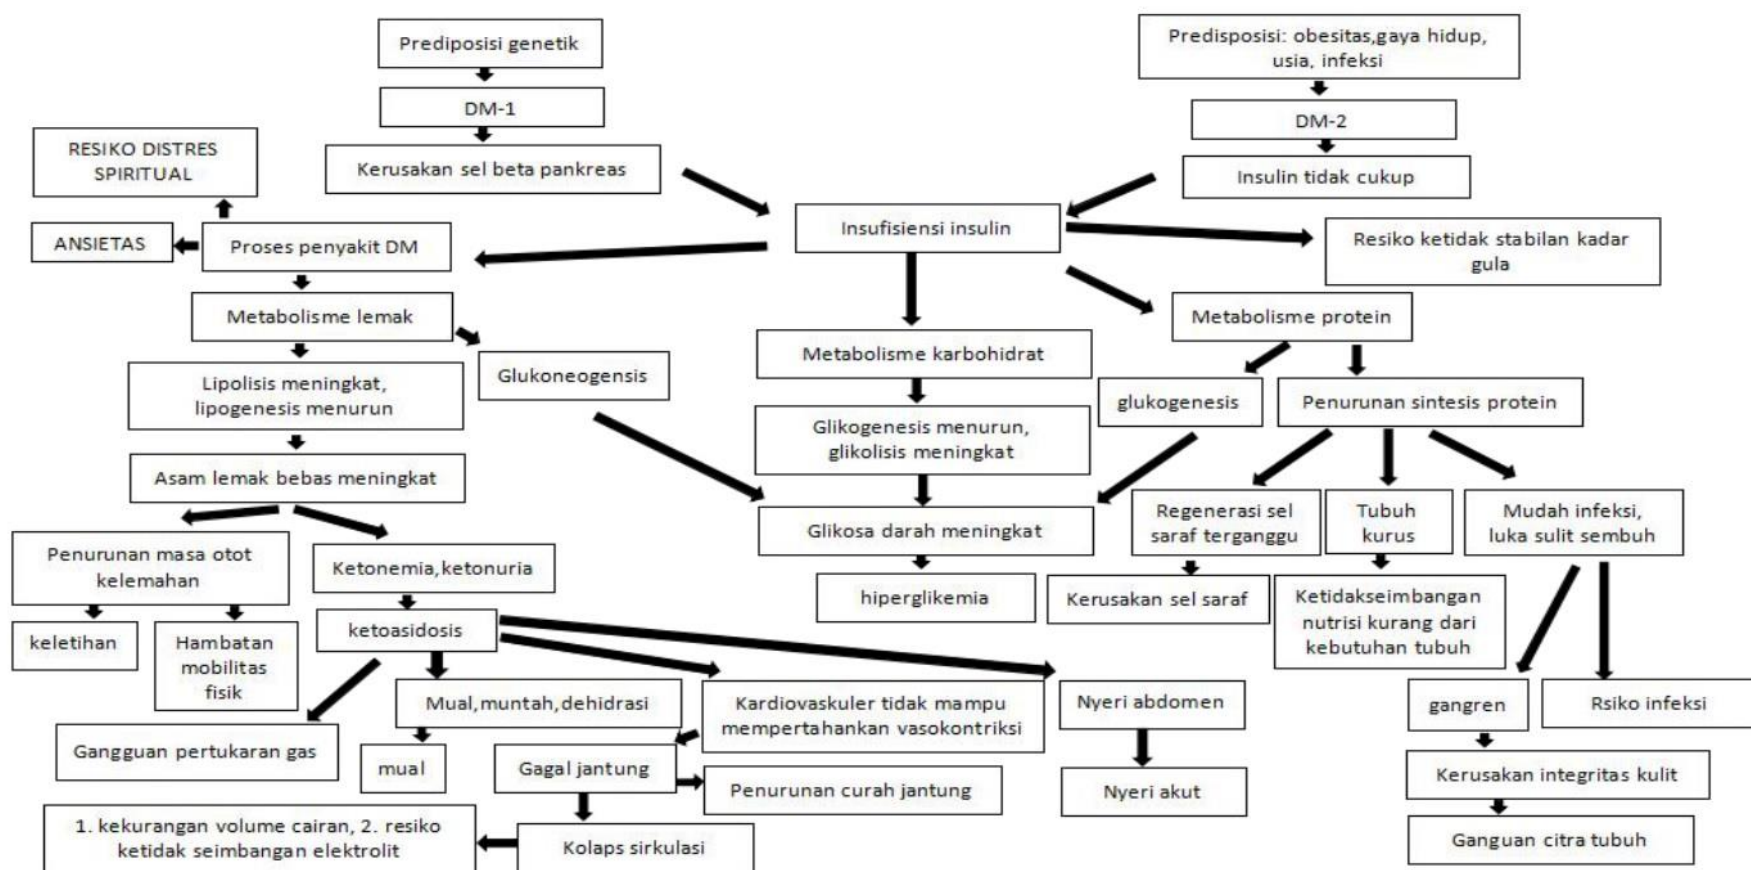 Prediposisi genetik
Predisposisi: obesitas,gaya hidup,
usia, infeksi
DM-1
DM-2
RESIKO DISTRES
SPIRITUAL
Kerusakan sel beta pankreas
Insulin tidak cukup
ANSIETAS
Proses penyakit DM
Insufisiensi insulin
Resiko ketidak stabilan kadar
gula
Metabolisme lemak
Metabolisme protein
Metabolisme karbohidrat
Glukoneogensis
Lipolisis meningkat,
lipogenesis menurun
glukogenesis
Penurunan sintesis protein
Glikogenesis menurun,
glikolisis meningkat
Asam lemak bebas meningkat
Glikosa darah meningkat
Regenerasi sel
saraf terganggu
Tubuh
kurus
Mudah infeksi,
luka sulit sembuh
Penurunan masa otot
kelemahan
Ketonemia,ketonuria
hiperglikemia
Kerusakan sel saraf
Ketidakseimbangan
nutrisi kurang dari
kebutuhan tubuh
keletihan
Hambatan
mobilitas
fisik
ketoasidosis
Mual,muntah,dehidrasi
Kardiovaskuler tidak mampu
mempertahankan vasokontriksi
Nyeri abdomen
gangren
Rsiko infeksi
Gangguan pertukaran gas
mual
Gagal jantung
Penurunan curah jantung
Nyeri akut
Kerusakan integritas kulit
1. kekurangan volume cairan, 2. resiko
ketidak seimbangan elektrolit
Kolaps sirkulasi
Ganguan citra tubuh